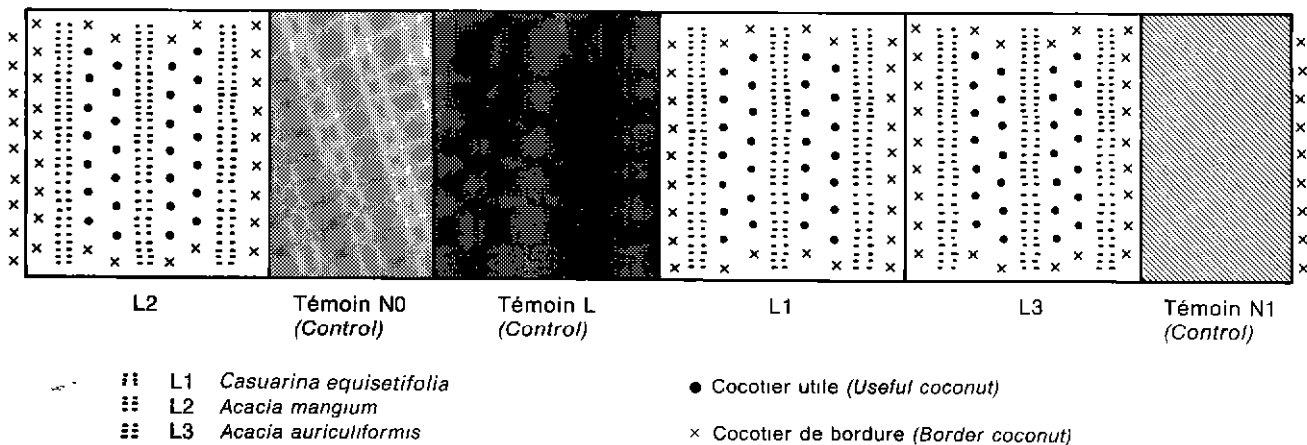 L2 Témoin N0 Témoin L L1 L3 Témoin N1
(Control) (Control) (Control)
L1 Casuarina equisetifolia
L2 Acacia mangium
L3 Acacia auriculiformis
● Cocotier utile (Useful coconut)
× Cocotier de bordure (Border coconut)